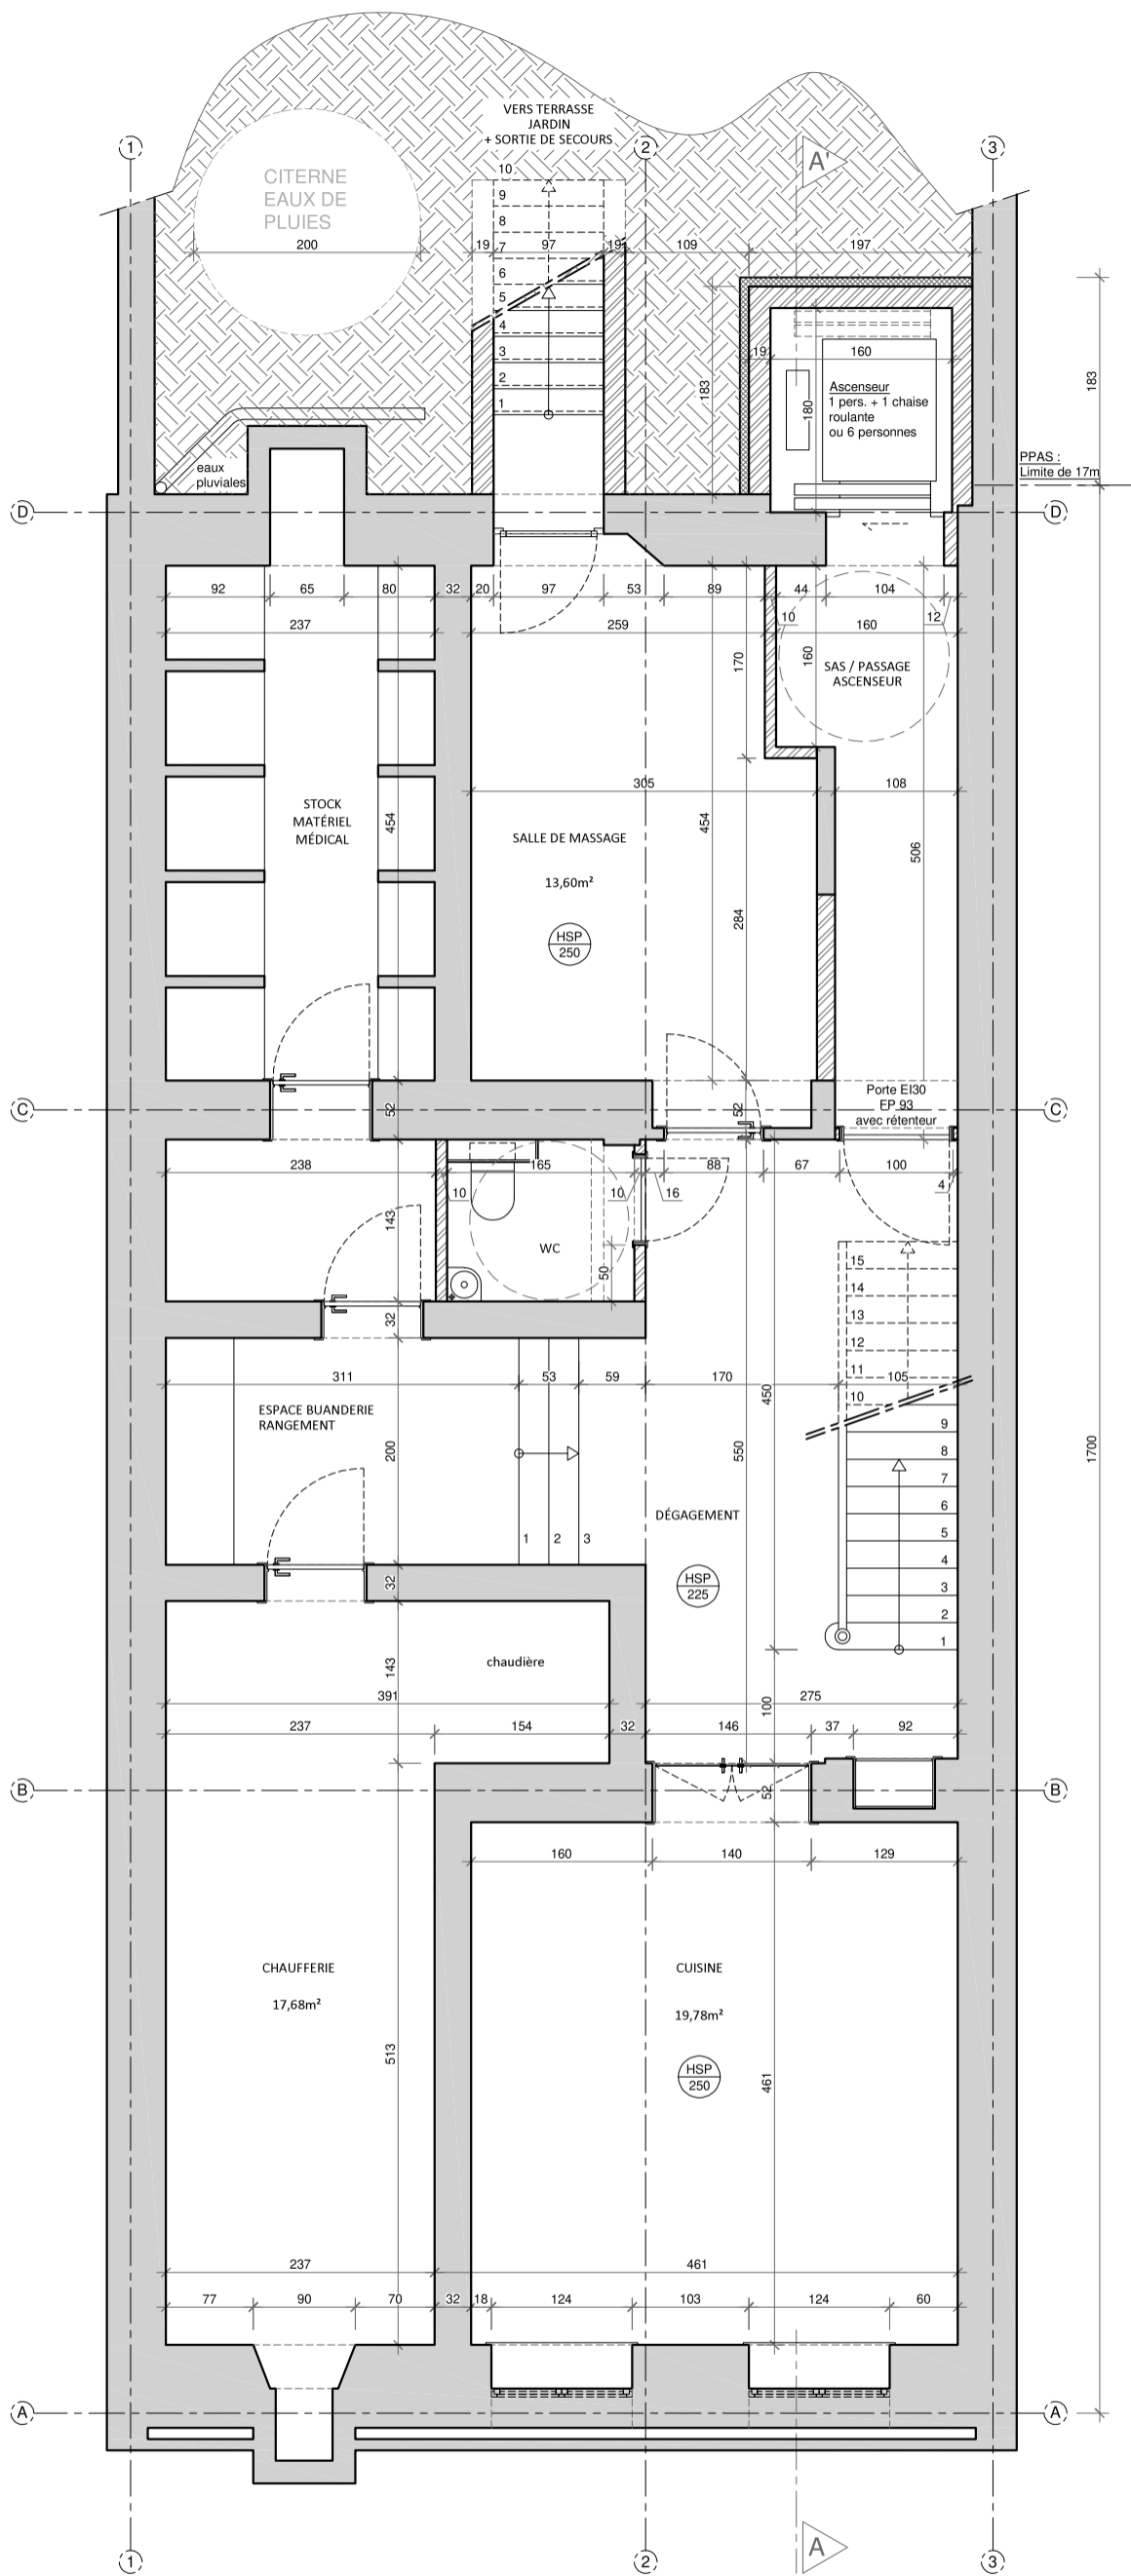 VERS TERRASSE
JARDIN
+ SORTIE DE SECOURS
1
2
3
A'
CITERNE
EAUX DE
PLUIES
200
10
9
8
7
6
5
4
3
2
1
19
97
19
109
197
183
19
160
180
183
Ascenseur
1 pers. + 1 chaise
roulante
ou 6 personnes
PPAS :
Limite de 17m
eaux
pluviales
D
D
92
65
80
32
20
97
53
89
44
104
10
12
237
259
160
170
160
SAS / PASSAGE
ASCENSEUR
305
108
STOCK
MATÉRIEL
MÉDICAL
454
SALLE DE MASSAGE
13,60m²
454
506
284
HSP
250
Porte EI30
EP 93
avec rétenteur
C
C
52
52
238
10
165
10
16
88
67
100
4
143
WC
50
32
15
14
13
12
11
10
9
8
7
6
5
4
3
2
1
311
53
59
170
105
450
ESPACE BUANDERIE
RANGEMENT
200
550
1700
DÉGAGEMENT
1
2
3
HSP
225
32
143
chaudière
391
275
100
237
154
32
146
37
92
B
B
52
160
140
129
CHAUFFERIE
17,68m²
CUISINE
19,78m²
HSP
250
513
461
237
461
77
90
70
32
18
124
103
124
60
A
A
A
1
2
3